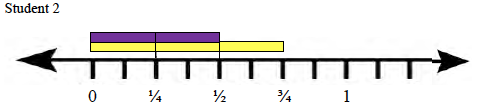 Student 2
0 ¼ ½ ¾ 1